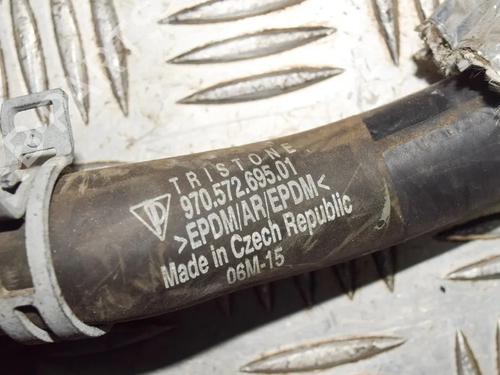 TRISTONE
970.572.695.01
>EPDM/AR/EPDM<
Made in Czech Republic
06M-15